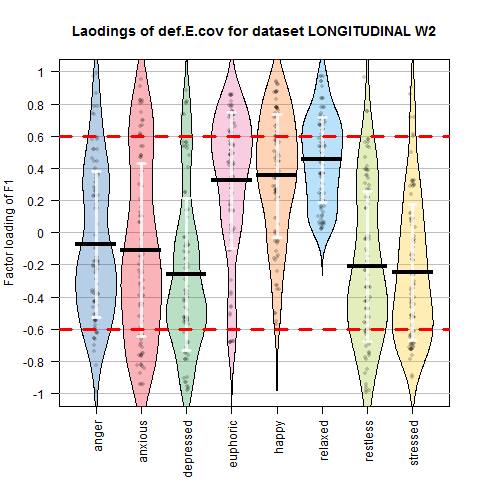 Laodings of def.E.cov for dataset LONGITUDINAL W2
Factor loading of F1
1
0.8
0.6
0.4
0.2
0
-0.2
-0.4
-0.6
-0.8
-1
anger
anxious
depressed
euphoric
happy
relaxed
restless
stressed